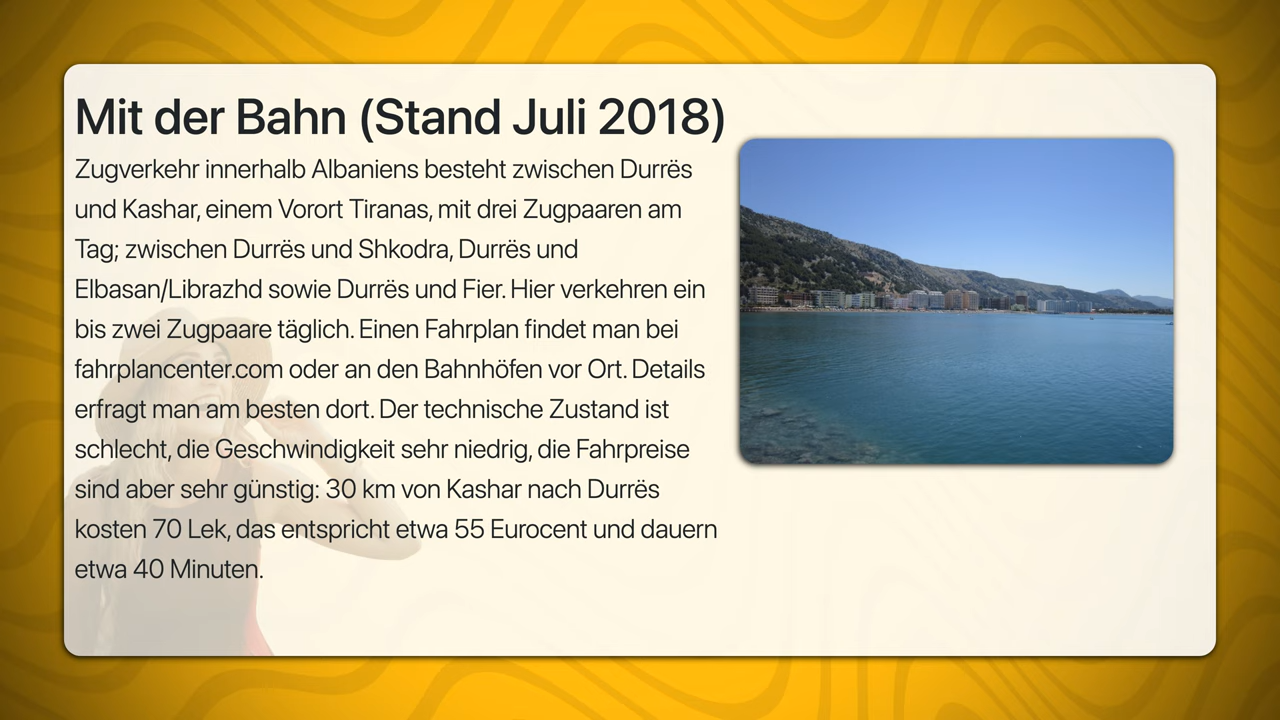 Mit der Bahn (Stand Juli 2018)
Zugverkehr innerhalb Albaniens besteht zwischen Durrës
und Kashar, einem Vorort Tiranas, mit drei Zugpaaren am
Tag; zwischen Durrës und Shkodra, Durrës und
Elbasan/Librazhd sowie Durrës und Fier. Hier verkehren ein
bis zwei Zugpaare täglich. Einen Fahrplan findet man bei
fahrplancenter.com oder an den Bahnhöfen vor Ort. Details
erfragt man am besten dort. Der technische Zustand ist
schlecht, die Geschwindigkeit sehr niedrig, die Fahrpreise
sind aber sehr günstig: 30 km von Kashar nach Durrës
kosten 70 Lek, das entspricht etwa 55 Eurocent und dauern
etwa 40 Minuten.